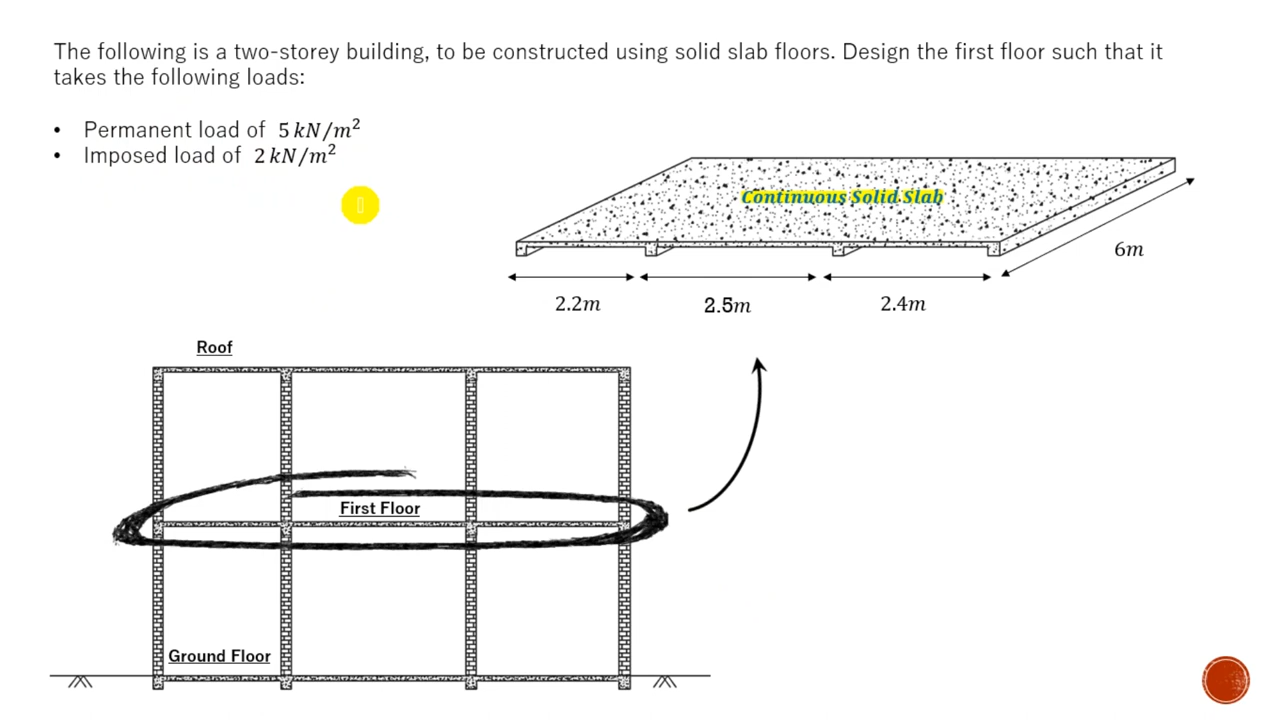 The following is a two-storey building, to be constructed using solid slab floors. Design the first floor such that it
takes the following loads:
• Permanent load of 5 kN/m²
• Imposed load of 2 kN/m²
Continuous Solid Slab
6m
2.2m 2.5m 2.4m
Roof
First Floor
Ground Floor